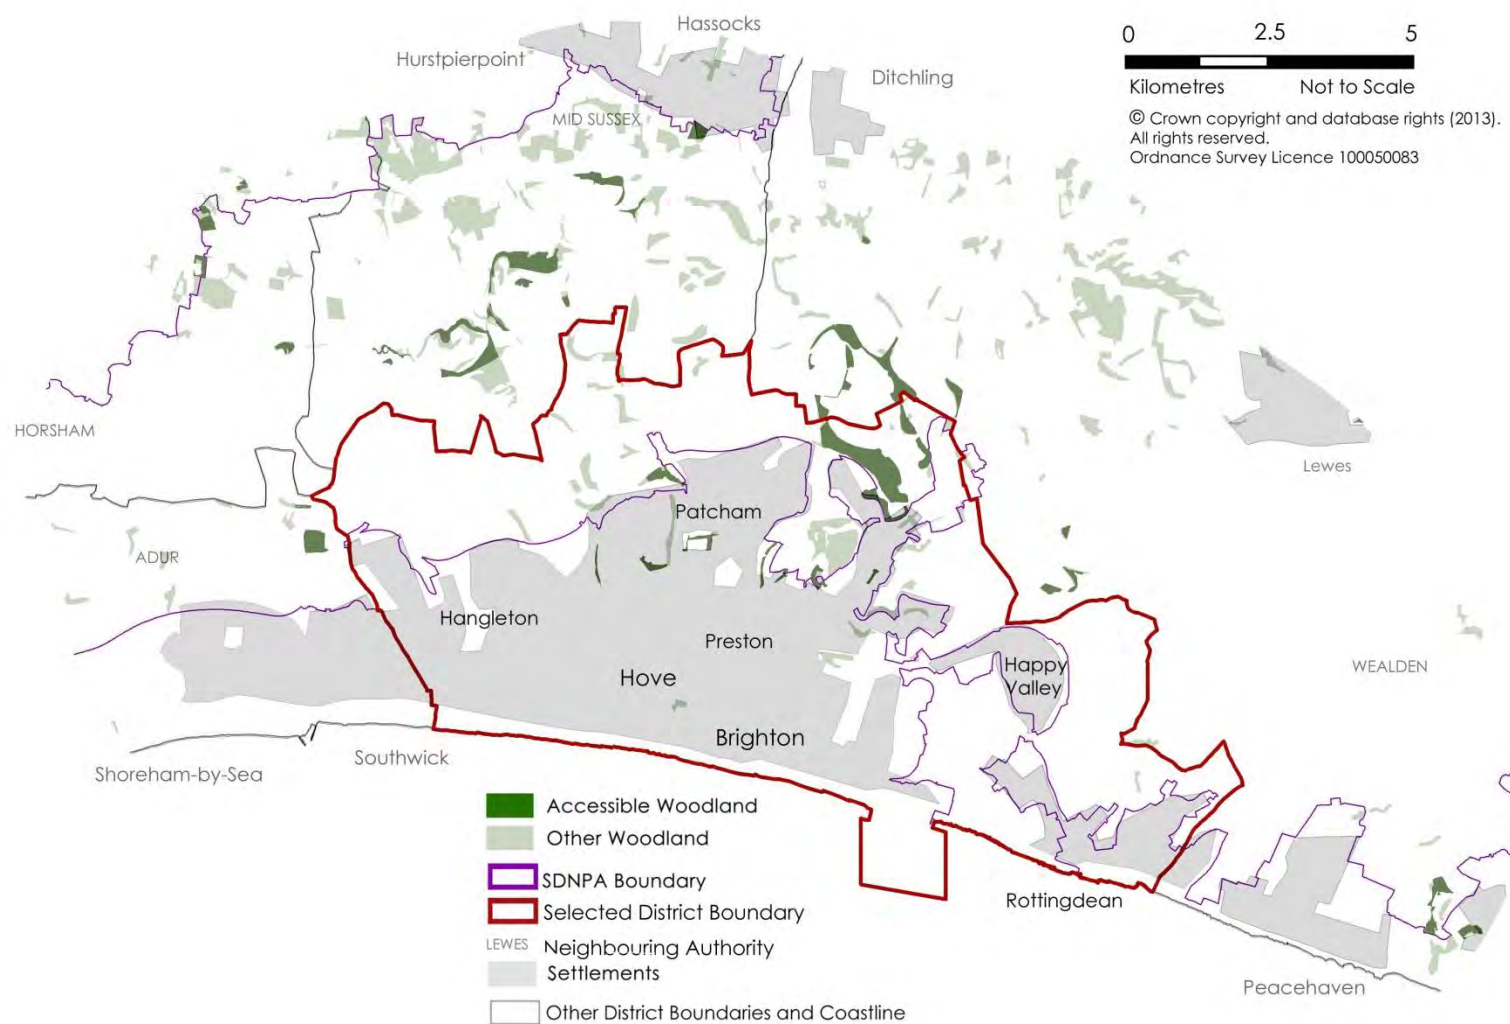 Hassocks
Hurstpierpoint
Ditchling
MID SUSSEX
0 2.5 5
Kilometres Not to Scale
© Crown copyright and database rights (2013).
All rights reserved.
Ordnance Survey Licence 100050083
HORSHAM
Lewes
Patcham
ADUR
Hangleton
Preston
Happy
Valley
WEALDEN
Hove
Brighton
Southwick
Shoreham-by-Sea
Accessible Woodland
Other Woodland
SDNPA Boundary
Selected District Boundary
LEWES Neighbouring Authority
Settlements
Other District Boundaries and Coastline
Rottingdean
Peacehaven